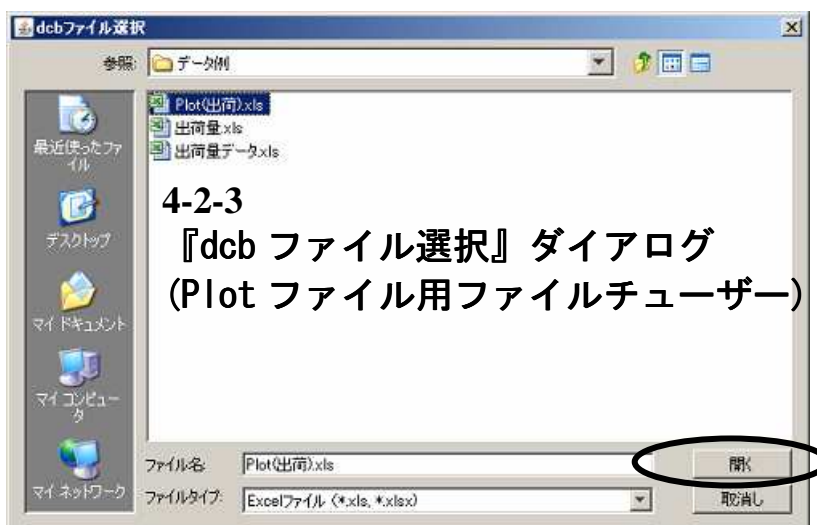 dcbファイル選択
参照:
データ例
最近使ったファ
イル
デスクトップ
マイ ドキュメント
マイ コンピュー
タ
マイ ネットワーク
Plot(出荷).xls
出荷量.xls
出荷量データ.xls
4-2-3
『dcb ファイル選択』ダイアログ
(Plot ファイル用ファイルチューザー)
ファイル名:
Plot(出荷).xls
開く
ファイルタイプ:
Excelファイル (*.xls, *.xlsx)
取消し